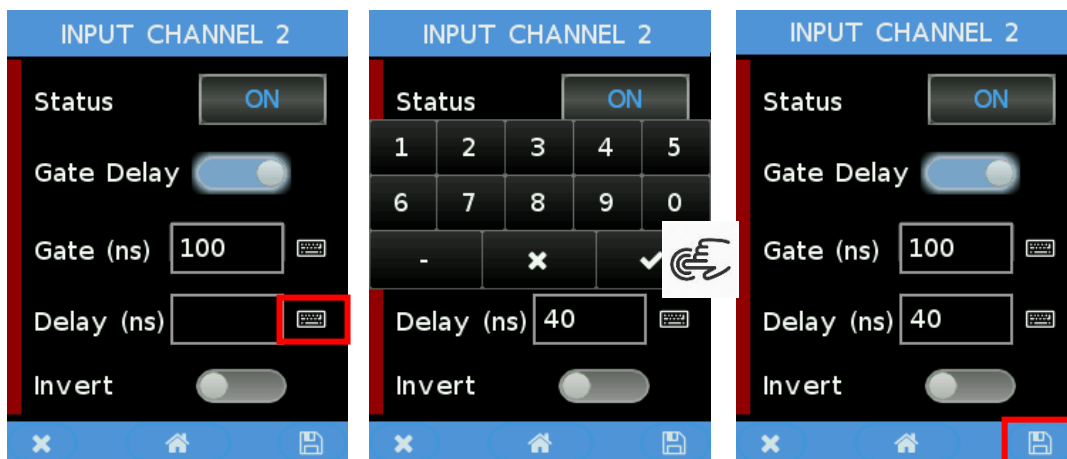 INPUT CHANNEL 2
Status ON
Gate Delay
Gate (ns) 100
Delay (ns)
Invert
INPUT CHANNEL 2
Status ON
1 2 3 4 5
6 7 8 9 0
-
Delay (ns) 40
Invert
INPUT CHANNEL 2
Status ON
Gate Delay
Gate (ns) 100
Delay (ns) 40
Invert